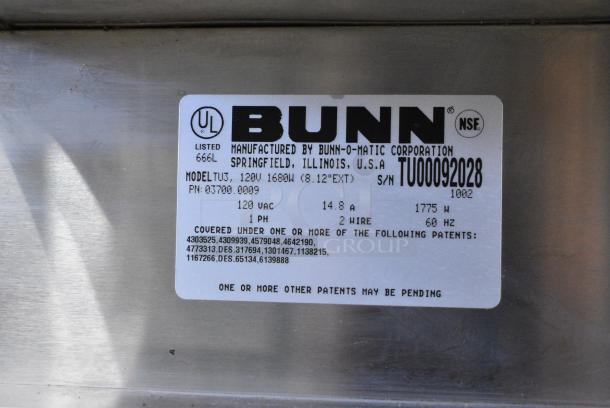 UL
BUNN®
NSF
LISTED
666L
MANUFACTURED BY BUNN-O-MATIC CORPORATION
SPRINGFIELD, ILLINOIS, U.S.A
MODELTU3, 120V 1680W (8.12"EXT) S/N TU00092028
PN:03700.0009 1002
120 VAC 14.8 A 1775 W
1 PH 2 WIRE 60 HZ
COVERED UNDER ONE OR MORE OF THE FOLLOWING PATENTS:
4303525,4309939,4579048,4642190,
4773313,DES.317694,1301467,1138215,
1167266,DES.65134,6139888
GROUP
ONE OR MORE OTHER PATENTS MAY BE PENDING